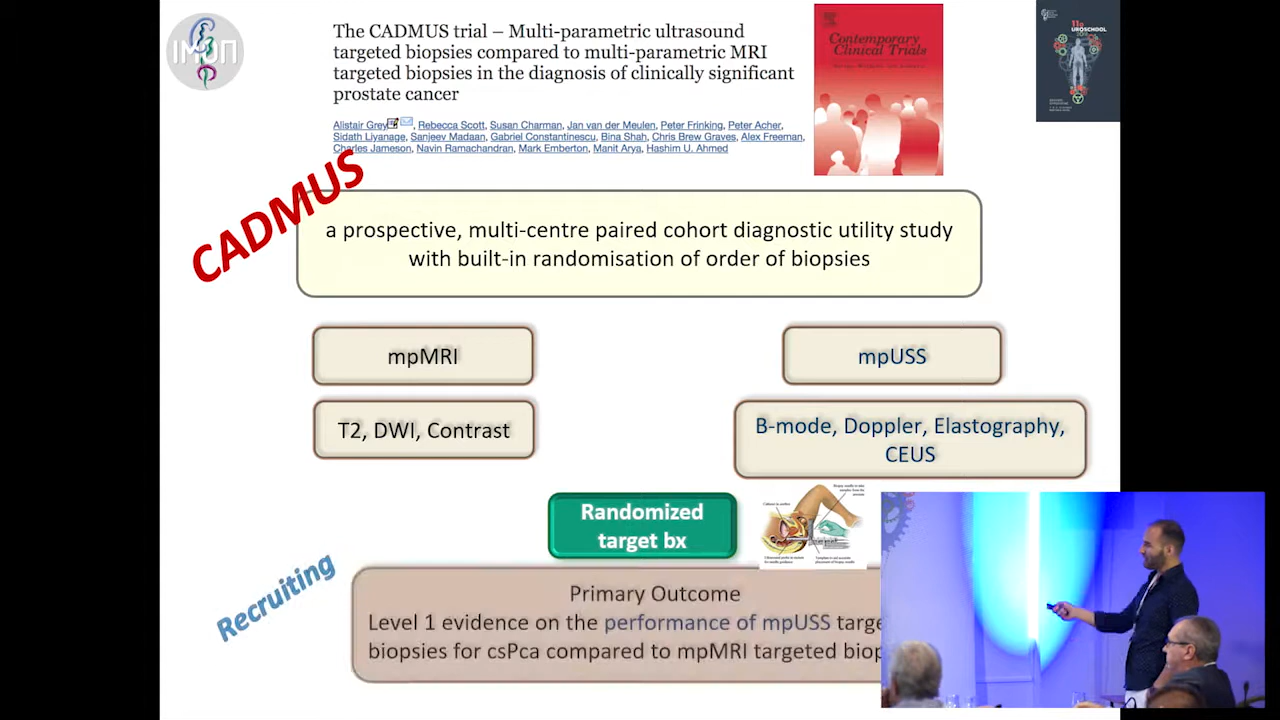 The CADMUS trial – Multi-parametric ultrasound
targeted biopsies compared to multi-parametric MRI
targeted biopsies in the diagnosis of clinically significant
prostate cancer
Alistair Grey, Rebecca Scott, Susan Charman, Jan van der Meulen, Peter Frinking, Peter Acher,
Sidath Liyanage, Sanjeev Madaan, Gabriel Constantinescu, Bina Shah, Chris Brew Graves, Alex Freeman,
Charles Jameson, Navin Ramachandran, Mark Emberton, Manit Arya, Hashim U. Ahmed
Contemporary
Clinical Trials
11o
UROSCHOOL
CADMUS
a prospective, multi-centre paired cohort diagnostic utility study
with built-in randomisation of order of biopsies
mpMRI
mpUSS
T2, DWI, Contrast
B-mode, Doppler, Elastography,
CEUS
Randomized
target bx
Recruiting
Primary Outcome
Level 1 evidence on the performance of mpUSS targe
biopsies for csPca compared to mpMRI targeted biop